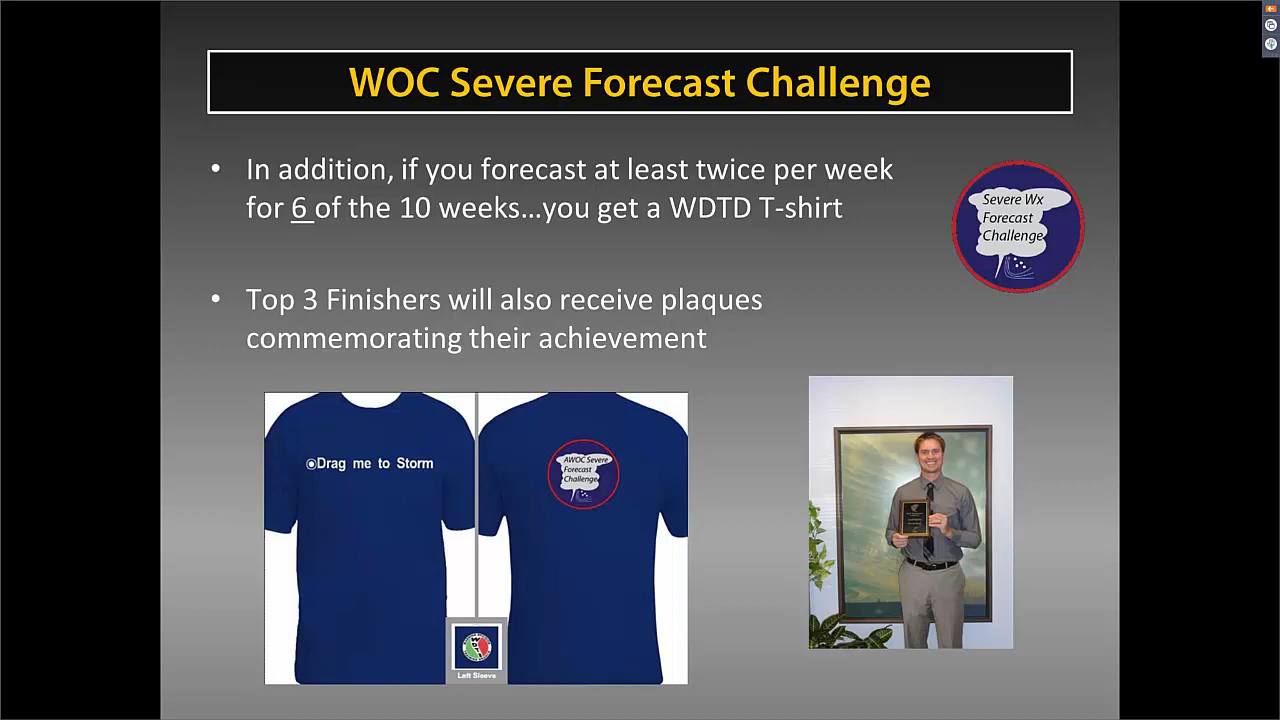 WOC Severe Forecast Challenge
• In addition, if you forecast at least twice per week
for 6 of the 10 weeks...you get a WDTD T-shirt
Severe Wx
Forecast
Challenge
• Top 3 Finishers will also receive plaques
commemorating their achievement
Drag me to Storm
AWOC Severe
Forecast
Challenge
Left Sleeve